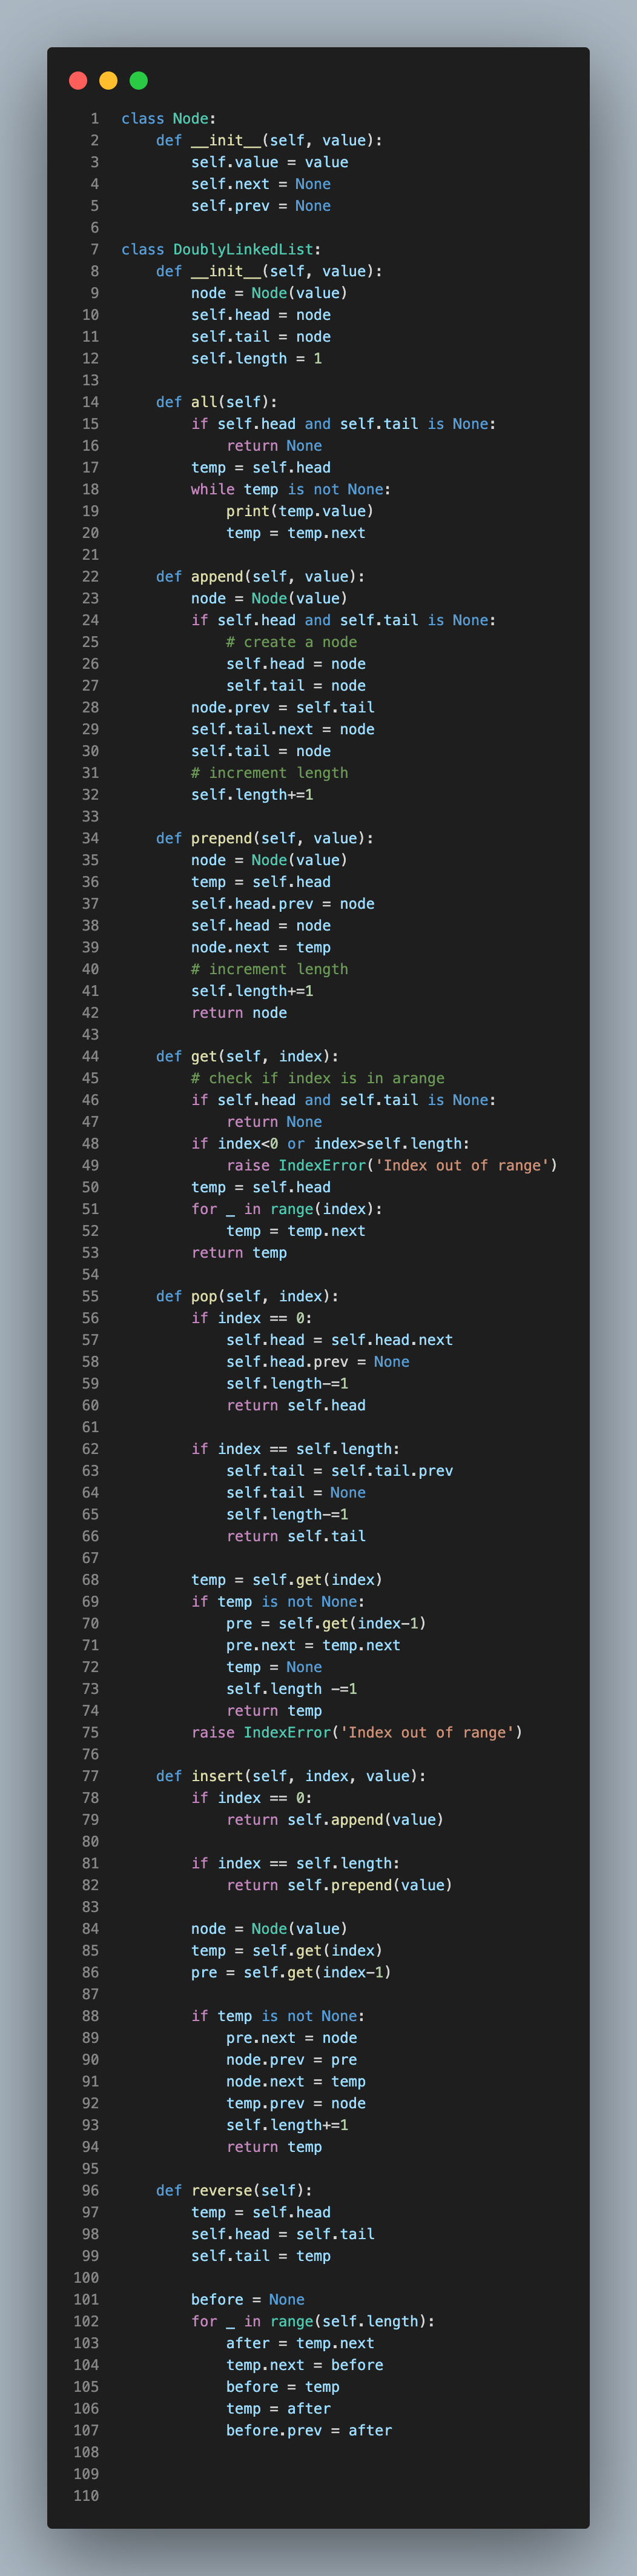 1 class Node:
2     def __init__(self, value):
3         self.value = value
4         self.next = None
5         self.prev = None
6
7 class DoublyLinkedList:
8     def __init__(self, value):
9         node = Node(value)
10         self.head = node
11         self.tail = node
12         self.length = 1
13
14     def all(self):
15         if self.head and self.tail is None:
16             return None
17         temp = self.head
18         while temp is not None:
19             print(temp.value)
20             temp = temp.next
21
22     def append(self, value):
23         node = Node(value)
24         if self.head and self.tail is None:
25             # create a node
26             self.head = node
27             self.tail = node
28         node.prev = self.tail
29         self.tail.next = node
30         self.tail = node
31         # increment length
32         self.length+=1
33
34     def prepend(self, value):
35         node = Node(value)
36         temp = self.head
37         self.head.prev = node
38         self.head = node
39         node.next = temp
40         # increment length
41         self.length+=1
42         return node
43
44     def get(self, index):
45         # check if index is in arange
46         if self.head and self.tail is None:
47             return None
48         if index<0 or index>self.length:
49             raise IndexError('Index out of range')
50         temp = self.head
51         for _ in range(index):
52             temp = temp.next
53         return temp
54
55     def pop(self, index):
56         if index == 0:
57             self.head = self.head.next
58             self.head.prev = None
59             self.length-=1
60             return self.head
61
62         if index == self.length:
63             self.tail = self.tail.prev
64             self.tail = None
65             self.length-=1
66             return self.tail
67
68         temp = self.get(index)
69         if temp is not None:
70             pre = self.get(index-1)
71             pre.next = temp.next
72             temp = None
73             self.length -=1
74             return temp
75         raise IndexError('Index out of range')
76
77     def insert(self, index, value):
78         if index == 0:
79             return self.append(value)
80
81         if index == self.length:
82             return self.prepend(value)
83
84         node = Node(value)
85         temp = self.get(index)
86         pre = self.get(index-1)
87
88         if temp is not None:
89             pre.next = node
90             node.prev = pre
91             node.next = temp
92             temp.prev = node
93             self.length+=1
94             return temp
95
96     def reverse(self):
97         temp = self.head
98         self.head = self.tail
99         self.tail = temp
100
101         before = None
102         for _ in range(self.length):
103             after = temp.next
104             temp.next = before
105             before = temp
106             temp = after
107             before.prev = after
108
109
110